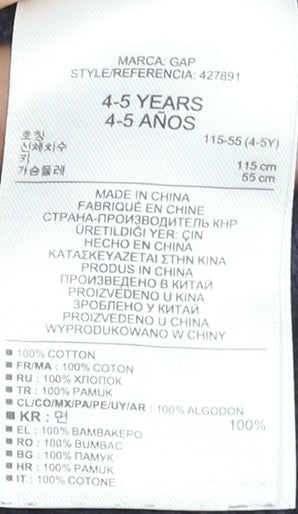 MARCA: GAP
STYLE/REFERENCIA: 427891
4-5 YEARS
4-5 AÑOS
호칭 115-55 (4-5Y)
신체치수
키 115 cm
가슴둘레 55 cm
MADE IN CHINA
FABRIQUÉ EN CHINE
СТРАНА-ПРОИЗВОДИТЕЛЬ КНР
ÜRETILDIĞI YER: ÇIN
HECHO EN CHINA
ΚΑΤΑΣΚΕΥΑΖΕΤΑΙ ΣΤΗΝ ΚΙΝΑ
PRODUS IN CHINA
ПРОИЗВЕДЕНО В КИТАЙ
PROIZVEDENO U KINA
ЗРОБЛЕНО У КИТАЙ
PROIZVEDENO U CHINA
WYPRODUKOWANO W CHINY
100% COTTON
FR/MA : 100% COTON
RU : 100% ХЛОПОК
TR : 100% PAMUK
CL/CO/MX/PA/PE/UY/AR : 100% ALGODON
KR : 면 100%
EL : 100% ΒΑΜΒΑΚΕΡΟ
RO : 100% BUMBAC
BG : 100% ПАМУК
HR : 100% PAMUK
IT : 100% COTONE